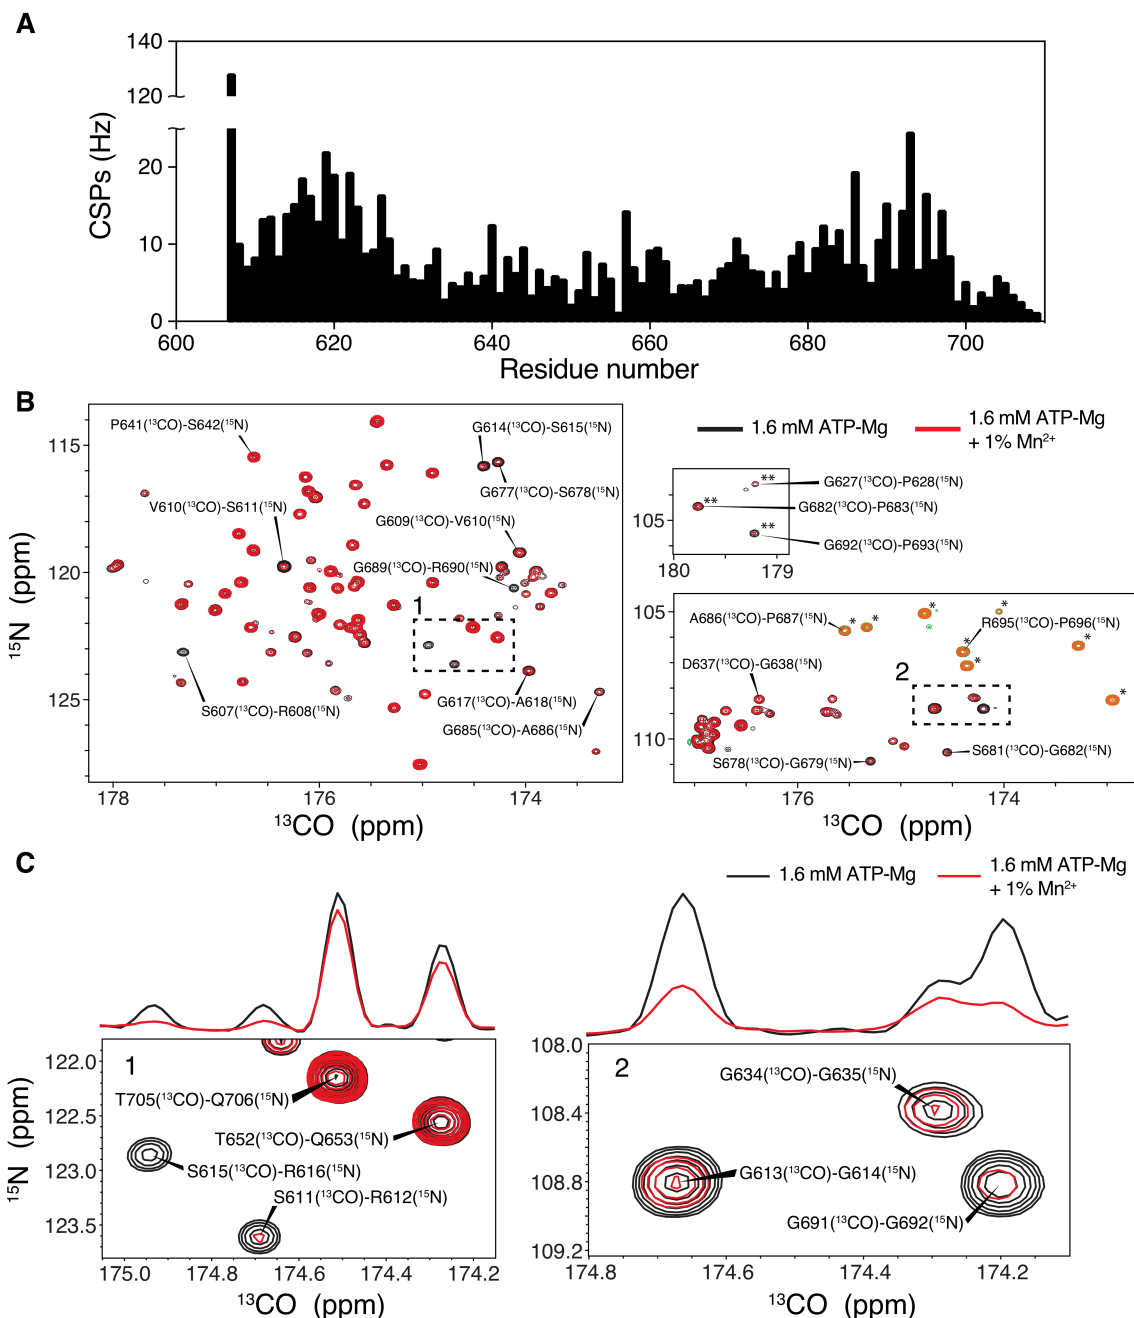 A
140
120
20
10
0
CSPs (Hz)
600
620
640
660
680
700
Residue number
B
1.6 mM ATP-Mg
1.6 mM ATP-Mg
+ 1% Mn²⁺
P641(¹³CO)-S642(¹⁵N)
G614(¹³CO)-S615(¹⁵N)
G677(¹³CO)-S678(¹⁵N)
V610(¹³CO)-S611(¹⁵N)
G609(¹³CO)-V610(¹⁵N)
G689(¹³CO)-R690(¹⁵N)
1
G617(¹³CO)-A618(¹⁵N)
S607(¹³CO)-R608(¹⁵N)
G685(¹³CO)-A686(¹⁵N)
115
120
125
¹⁵N (ppm)
178
176
174
¹³CO (ppm)
**
G627(¹³CO)-P628(¹⁵N)
**
G682(¹³CO)-P683(¹⁵N)
**
G692(¹³CO)-P693(¹⁵N)
105
180
179
105
110
A686(¹³CO)-P687(¹⁵N)
*
*
*
*
R695(¹³CO)-P696(¹⁵N)
*
*
*
*
D637(¹³CO)-G638(¹⁵N)
2
S678(¹³CO)-G679(¹⁵N)
S681(¹³CO)-G682(¹⁵N)
176
174
¹³CO (ppm)
C
1.6 mM ATP-Mg
1.6 mM ATP-Mg
+ 1% Mn²⁺
1
T705(¹³CO)-Q706(¹⁵N)
T652(¹³CO)-Q653(¹⁵N)
S615(¹³CO)-R616(¹⁵N)
S611(¹³CO)-R612(¹⁵N)
122.0
122.5
123.0
123.5
¹⁵N (ppm)
175.0
174.8
174.6
174.4
174.2
¹³CO (ppm)
2
G634(¹³CO)-G635(¹⁵N)
G613(¹³CO)-G614(¹⁵N)
G691(¹³CO)-G692(¹⁵N)
108.0
108.4
108.8
109.2
174.8
174.6
174.4
174.2
¹³CO (ppm)